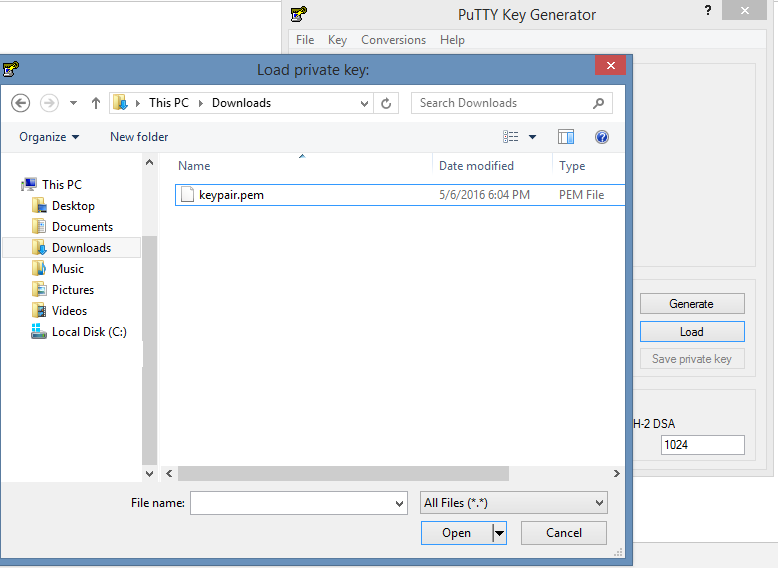 PuTTY Key Generator
?
File Key Conversions Help
Load private key:
This PC Downloads
Search Downloads
Organize New folder
Name Date modified Type
keypair.pem 5/6/2016 6:04 PM PEM File
This PC
Desktop
Documents
Downloads
Music
Pictures
Videos
Local Disk (C:)
File name:
All Files (*.*)
Open Cancel
Generate
Load
Save private key
H-2 DSA
1024